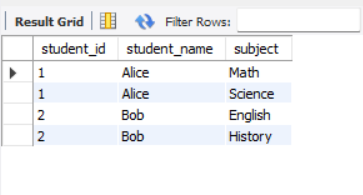 Result Grid Filter Rows:
student_id student_name subject
1 Alice Math
1 Alice Science
2 Bob English
2 Bob History